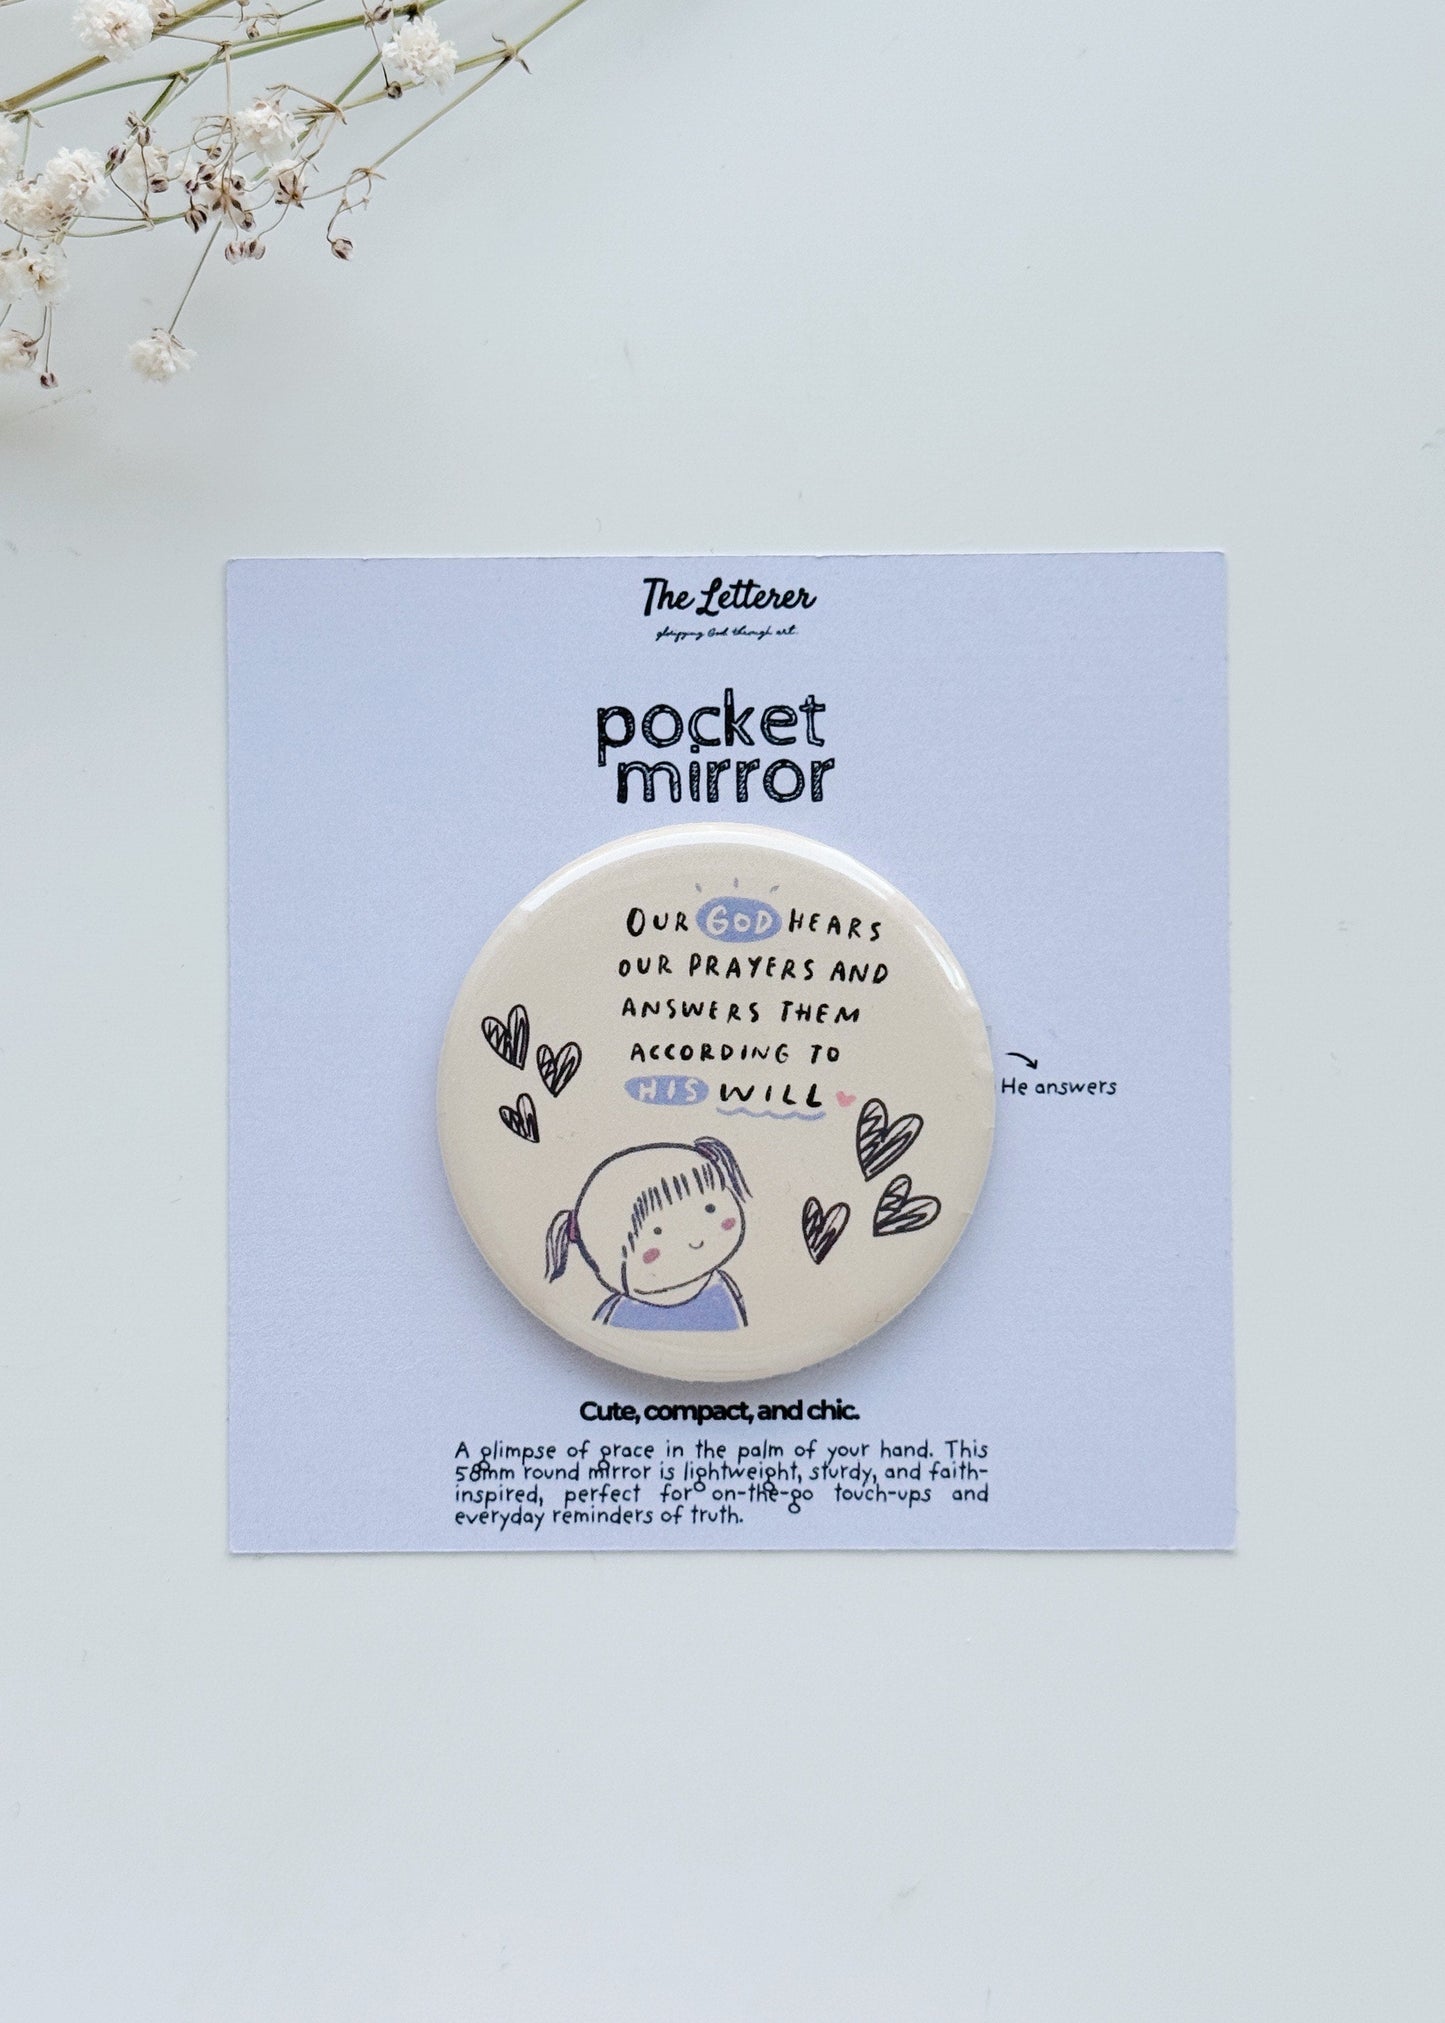 The Letterer
glorifying God through art.
pocket
mirror
OUR GOD HEARS
OUR PRAYERS AND
ANSWERS THEM
ACCORDING TO
HIS WILL
He answers
Cute, compact, and chic.
A glimpse of grace in the palm of your hand. This
58mm round mirror is lightweight, sturdy, and faith-
inspired, perfect for on-the-go touch-ups and
everyday reminders of truth.